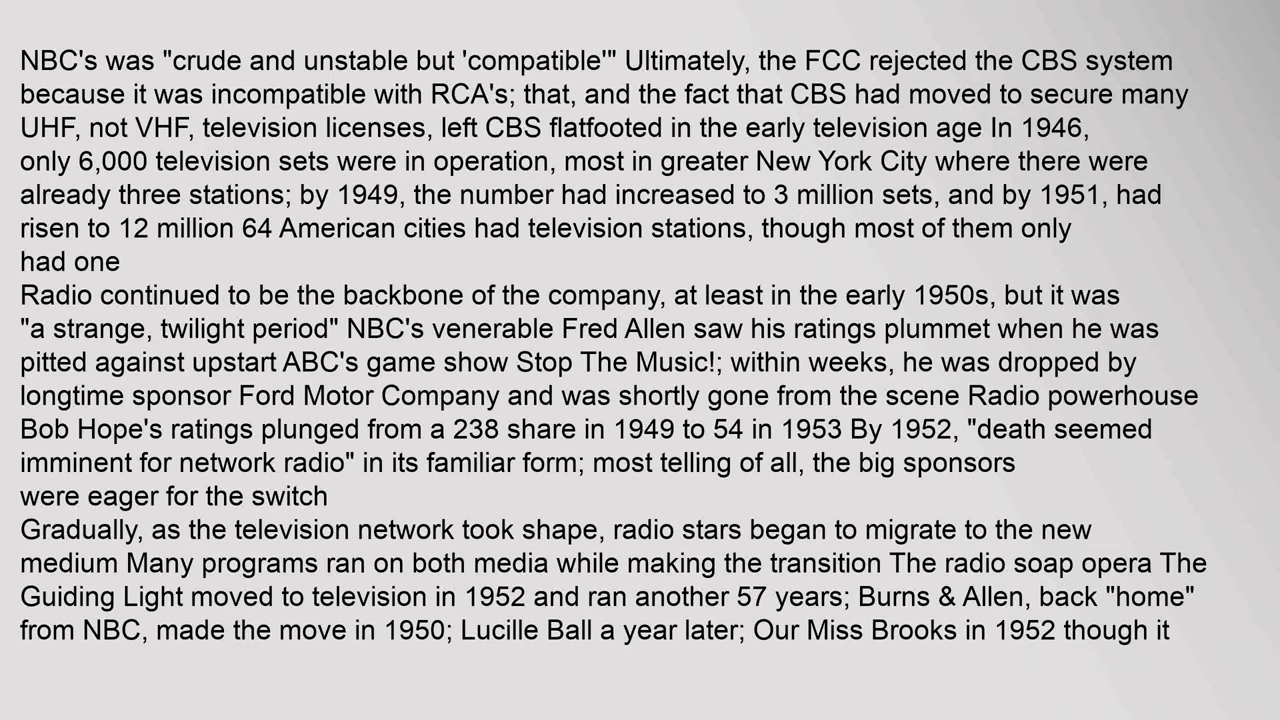 NBC's was "crude and unstable but 'compatible'" Ultimately, the FCC rejected the CBS system
because it was incompatible with RCA's; that, and the fact that CBS had moved to secure many
UHF, not VHF, television licenses, left CBS flatfooted in the early television age In 1946,
only 6,000 television sets were in operation, most in greater New York City where there were
already three stations; by 1949, the number had increased to 3 million sets, and by 1951, had
risen to 12 million 64 American cities had television stations, though most of them only
had one
Radio continued to be the backbone of the company, at least in the early 1950s, but it was
"a strange, twilight period" NBC's venerable Fred Allen saw his ratings plummet when he was
pitted against upstart ABC's game show Stop The Music!; within weeks, he was dropped by
longtime sponsor Ford Motor Company and was shortly gone from the scene Radio powerhouse
Bob Hope's ratings plunged from a 238 share in 1949 to 54 in 1953 By 1952, "death seemed
imminent for network radio" in its familiar form; most telling of all, the big sponsors
were eager for the switch
Gradually, as the television network took shape, radio stars began to migrate to the new
medium Many programs ran on both media while making the transition The radio soap opera The
Guiding Light moved to television in 1952 and ran another 57 years; Burns & Allen, back "home"
from NBC, made the move in 1950; Lucille Ball a year later; Our Miss Brooks in 1952 though it